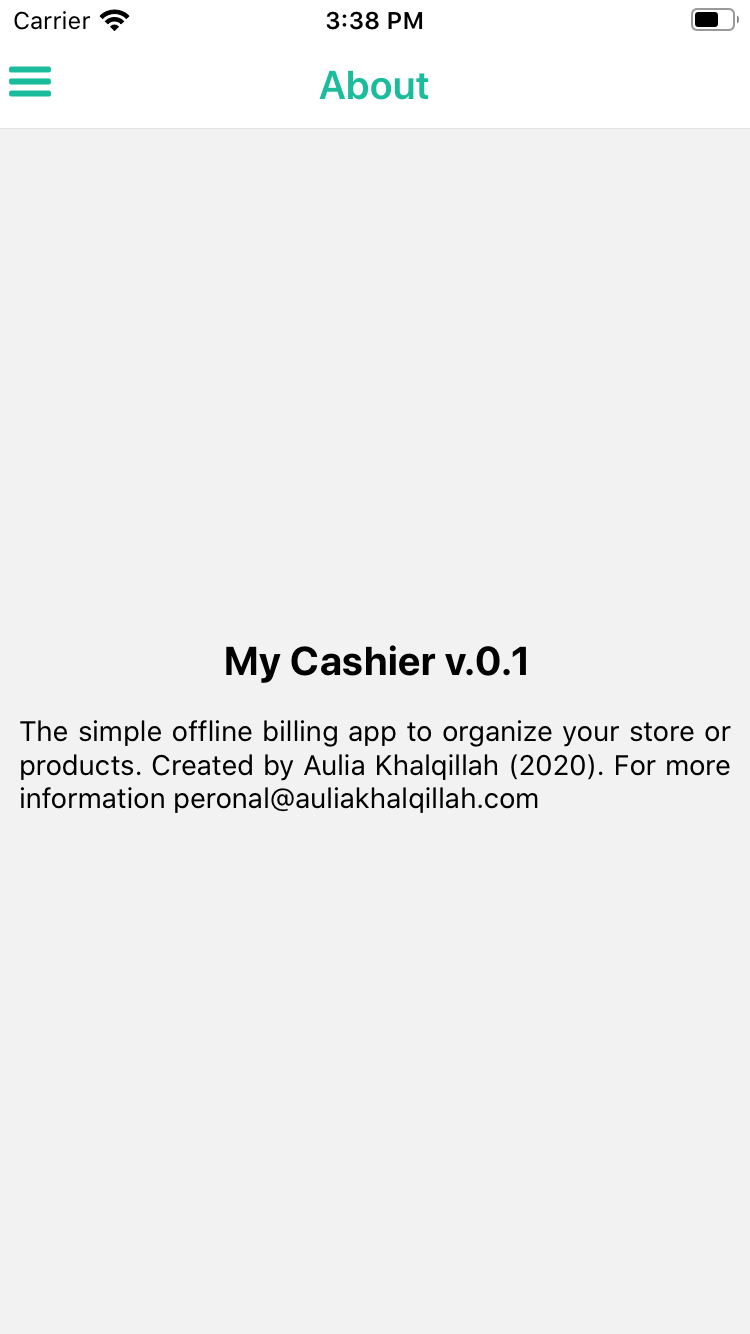 Carrier 3:38 PM
About
My Cashier v.0.1
The simple offline billing app to organize your store or
products. Created by Aulia Khalqillah (2020). For more
information peronal@auliakhalqillah.com